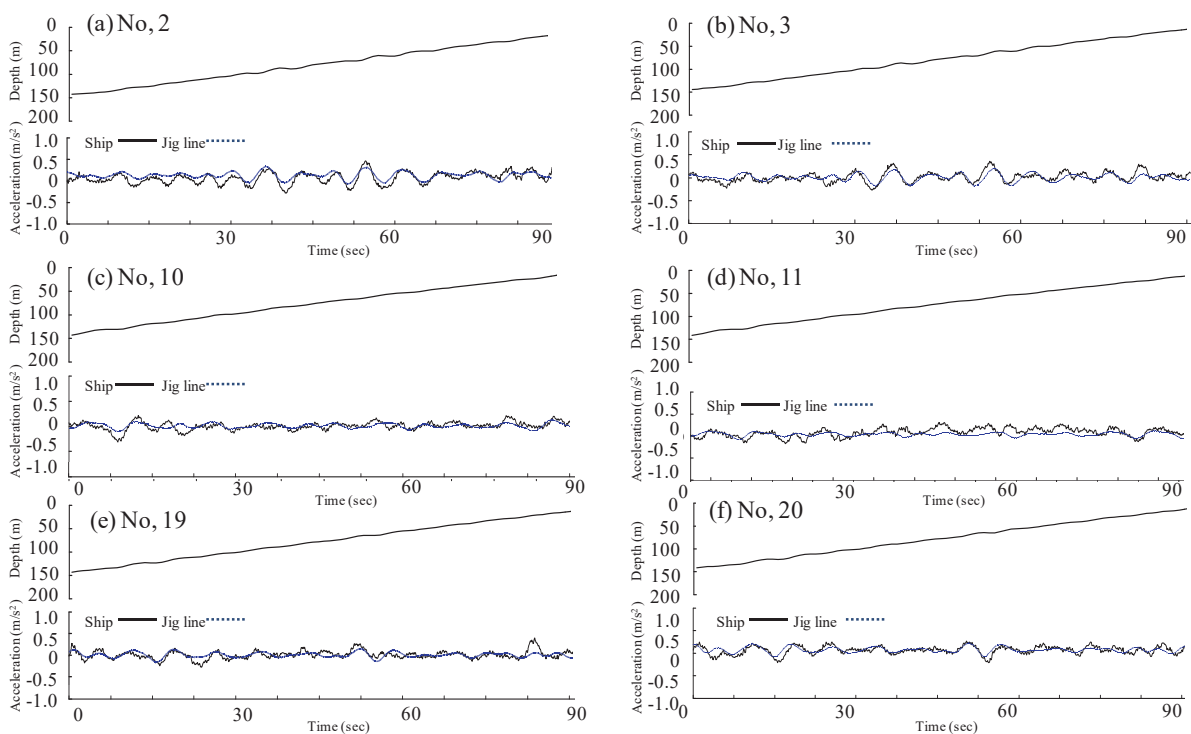 (a) No, 2
Depth (m)
0
50
100
150
200
Acceleration (m/s²)
1.0
0.5
0
-0.5
-1.0
Ship Jig line
0 30 60 90
Time (sec)
(b) No, 3
Depth (m)
0
50
100
150
200
Acceleration (m/s²)
1.0
0.5
0
-0.5
-1.0
Ship Jig line
0 30 60 90
Time (sec)
(c) No, 10
Depth (m)
0
50
100
150
200
Acceleration (m/s²)
1.0
0.5
0
-0.5
-1.0
Ship Jig line
0 30 60 90
Time (sec)
(d) No, 11
Depth (m)
0
50
100
150
200
Acceleration (m/s²)
1.0
0.5
0
-0.5
-1.0
Ship Jig line
0 30 60 90
Time (sec)
(e) No, 19
Depth (m)
0
50
100
150
200
Acceleration (m/s²)
1.0
0.5
0
-0.5
-1.0
Ship Jig line
0 30 60 90
Time (sec)
(f) No, 20
Depth (m)
0
50
100
150
200
Acceleration (m/s²)
1.0
0.5
0
-0.5
-1.0
Ship Jig line
0 30 60 90
Time (sec)